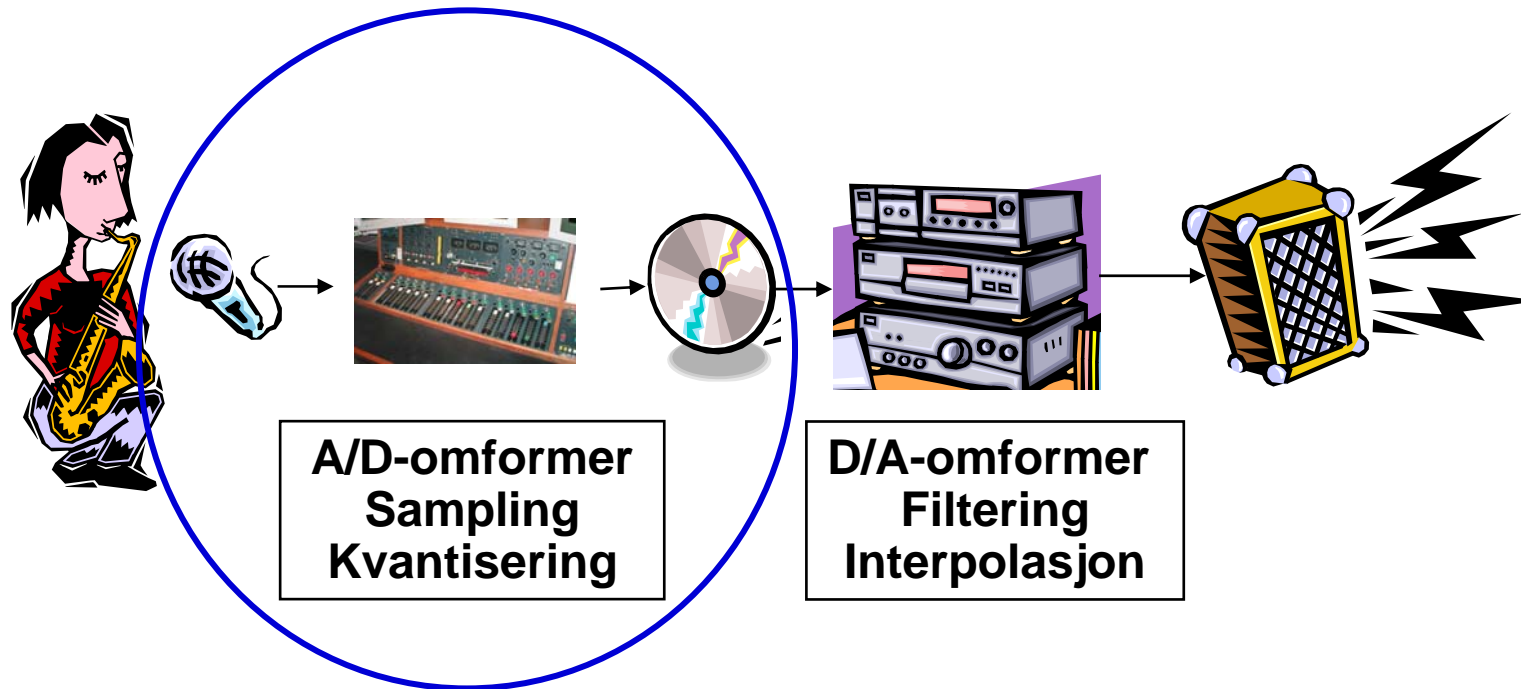 A/D-omformer
Sampling
Kvantisering
D/A-omformer
Filtering
Interpolasjon